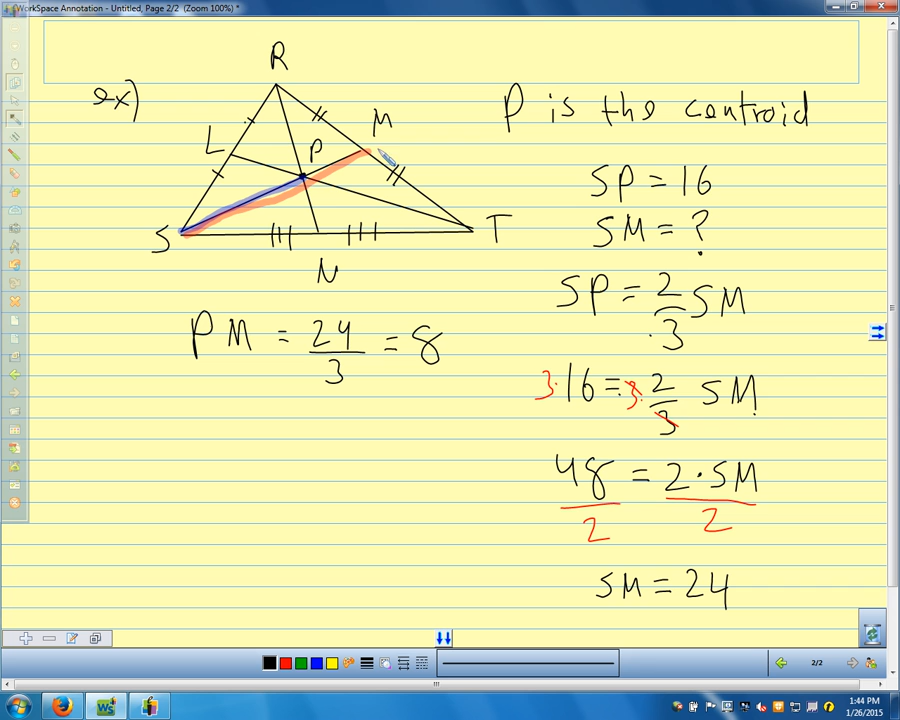 WorkSpace Annotation - Untitled, Page 2/2 (Zoom 100%) *
ex)
R
L
M
P
S
T
N
P is the centroid
SP = 16
SM = ?
SP = 2/3 SM
PM = 24/3 = 8
3·16 = 3· 2/3 SM
48 = 2·SM
2 2
SM = 24
2/2
1:44 PM
1/26/2015